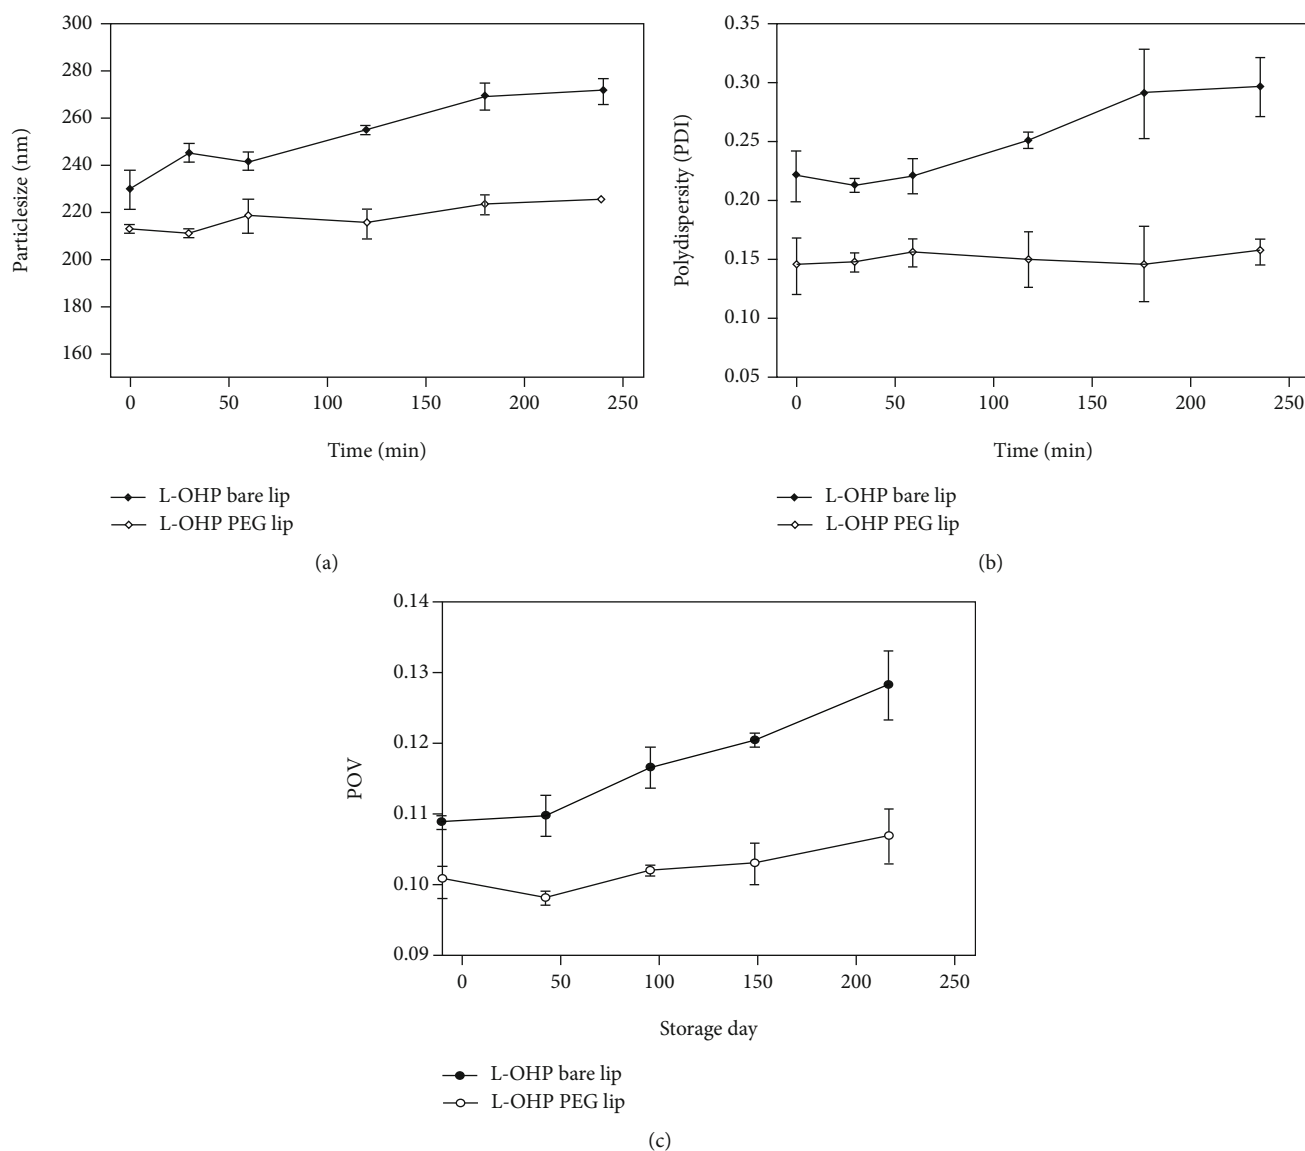 300
280
260
240
220
200
180
160
Particlesize (nm)
0 50 100 150 200 250
Time (min)
L-OHP bare lip
L-OHP PEG lip
(a)
0.35
0.30
0.25
0.20
0.15
0.10
0.05
Polydispersity (PDI)
0 50 100 150 200 250
Time (min)
L-OHP bare lip
L-OHP PEG lip
(b)
0.14
0.13
0.12
0.11
0.10
0.09
POV
0 50 100 150 200 250
Storage day
L-OHP bare lip
L-OHP PEG lip
(c)